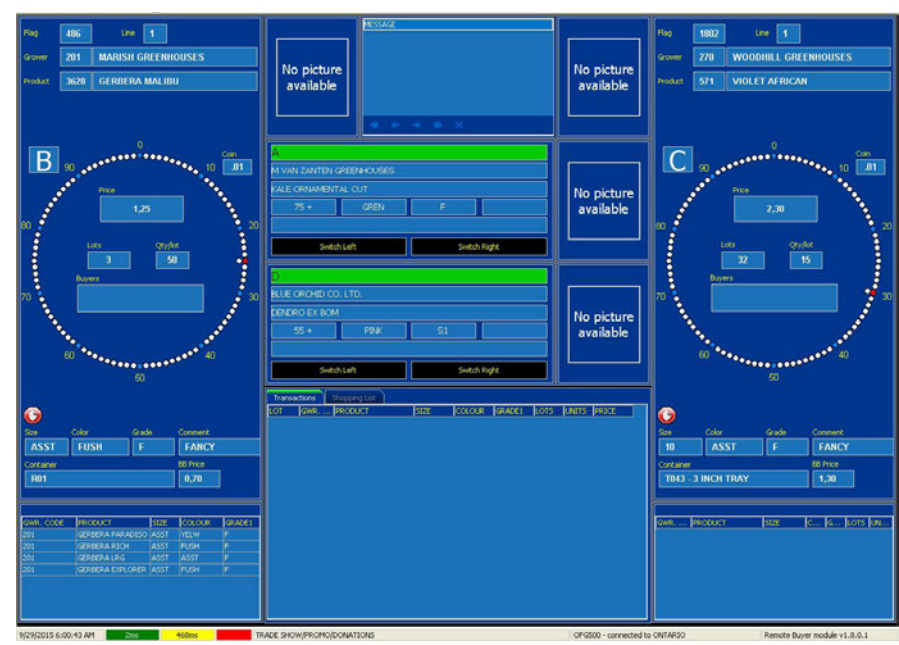 Flag 486 Line 1
Grower 201 MARISH GREENHOUSES
Product 3628 GERBERA MALIBU
B
0
10
20
30
40
50
60
70
80
90
Coin
.01
Price
1,25
Lots Qty/lot
3 50
Buyers
Size Color Grade Comment
ASST FUSH F FANCY
Container BB Price
R01 0,70
GWR. CODE PRODUCT SIZE COLOUR GRADE1
201 GERBERA PARADISO ASST YELW F
201 GERBERA RICH ASST FUSH F
201 GERBERA LRG ASST ASST F
201 GERBERA EXPLORER ASST FUSH F
No picture
available
MESSAGE
No picture
available
A
M VAN ZANTEN GREENHOUSES
KALE ORNAMENTAL CUT
75 + GREN F
Switch Left Switch Right
No picture
available
D
BLUE ORCHID CO. LTD.
DENDRO EX BOM
55 + PINK S1
Switch Left Switch Right
No picture
available
Transactions Shopping List
LOT GWR. ... PRODUCT SIZE COLOUR GRADE1 LOTS UNITS PRICE
Flag 1802 Line 1
Grower 270 WOODHILL GREENHOUSES
Product 571 VIOLET AFRICAN
C
0
10
20
30
40
50
60
70
80
90
Coin
.01
Price
2,30
Lots Qty/lot
32 15
Buyers
Size Color Grade Comment
10 ASST F FANCY
Container BB Price
T043 - 3 INCH TRAY 1,30
GWR. ... PRODUCT SIZE C... G... LOTS UN...
9/29/2015 6:00:43 AM 2ms 468ms TRADE SHOW/PROMO/DONATIONS OFG500 - connected to ONTARIO Remote Buyer module v1.8.0.1